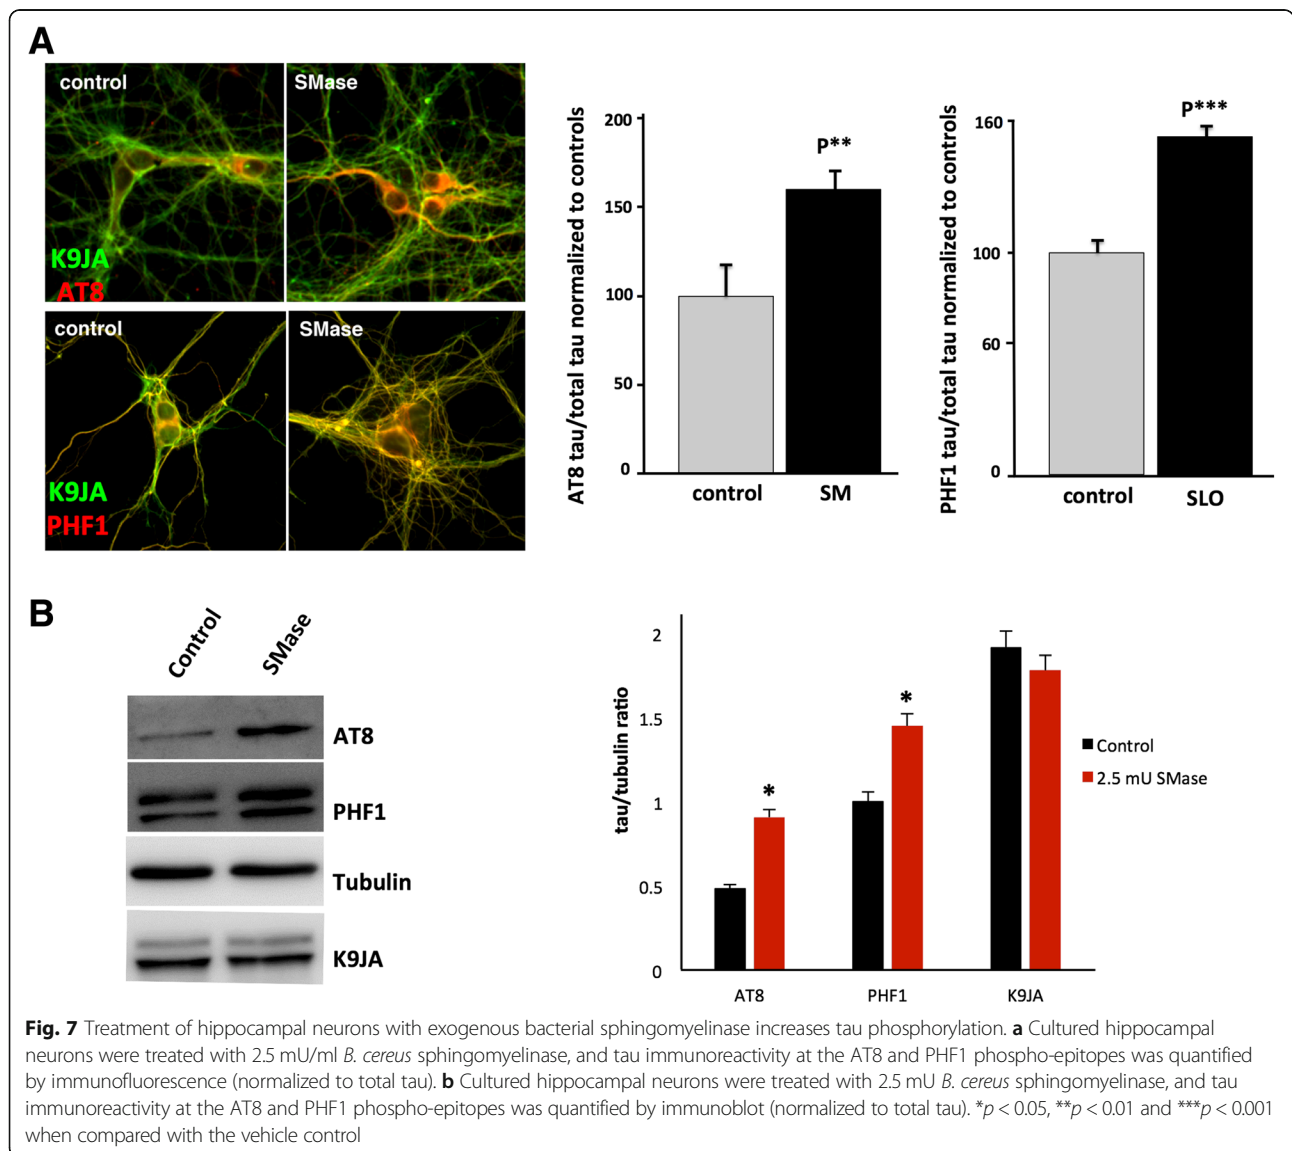 A
control
SMase
K9JA
AT8
control
SMase
K9JA
PHF1
AT8 tau/total tau normalized to controls
200
150
100
50
0
P**
control
SM
PHF1 tau/total tau normalized to controls
160
100
60
0
P***
control
SLO
B
Control
SMase
AT8
PHF1
Tubulin
K9JA
tau/tubulin ratio
2
1.5
1
0.5
0
*
*
AT8
PHF1
K9JA
Control
2.5 mU SMase
Fig. 7 Treatment of hippocampal neurons with exogenous bacterial sphingomyelinase increases tau phosphorylation. a Cultured hippocampal
neurons were treated with 2.5 mU/ml B. cereus sphingomyelinase, and tau immunoreactivity at the AT8 and PHF1 phospho-epitopes was quantified
by immunofluorescence (normalized to total tau). b Cultured hippocampal neurons were treated with 2.5 mU B. cereus sphingomyelinase, and tau
immunoreactivity at the AT8 and PHF1 phospho-epitopes was quantified by immunoblot (normalized to total tau). *p < 0.05, **p < 0.01 and ***p < 0.001
when compared with the vehicle control